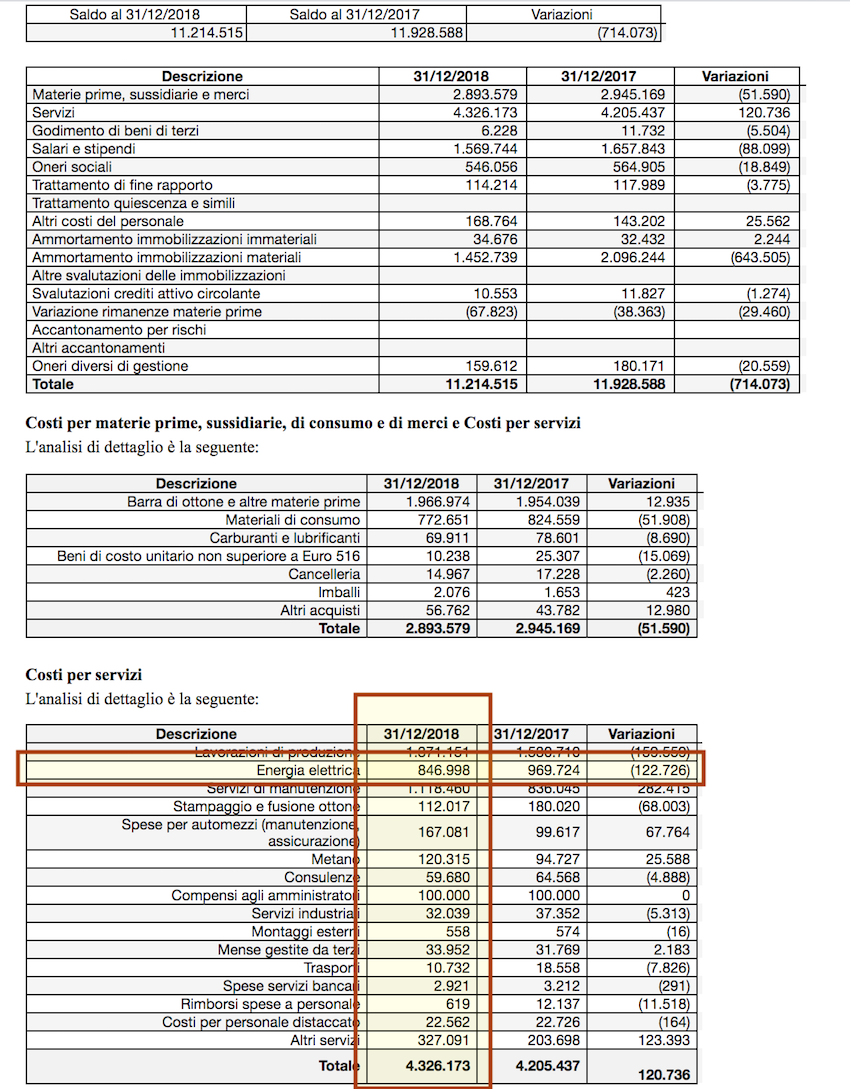 Saldo al 31/12/2018 Saldo al 31/12/2017 Variazioni
11.214.515 11.928.588 (714.073)
Descrizione 31/12/2018 31/12/2017 Variazioni
Materie prime, sussidiarie e merci 2.893.579 2.945.169 (51.590)
Servizi 4.326.173 4.205.437 120.736
Godimento di beni di terzi 6.228 11.732 (5.504)
Salari e stipendi 1.569.744 1.657.843 (88.099)
Oneri sociali 546.056 564.905 (18.849)
Trattamento di fine rapporto 114.214 117.989 (3.775)
Trattamento quiescenza e simili
Altri costi del personale 168.764 143.202 25.562
Ammortamento immobilizzazioni immateriali 34.676 32.432 2.244
Ammortamento immobilizzazioni materiali 1.452.739 2.096.244 (643.505)
Altre svalutazioni delle immobilizzazioni
Svalutazioni crediti attivo circolante 10.553 11.827 (1.274)
Variazione rimanenze materie prime (67.823) (38.363) (29.460)
Accantonamento per rischi
Altri accantonamenti
Oneri diversi di gestione 159.612 180.171 (20.559)
Totale 11.214.515 11.928.588 (714.073)
Costi per materie prime, sussidiarie, di consumo e di merci e Costi per servizi
L'analisi di dettaglio è la seguente:
Descrizione 31/12/2018 31/12/2017 Variazioni
Barra di ottone e altre materie prime 1.966.974 1.954.039 12.935
Materiali di consumo 772.651 824.559 (51.908)
Carburanti e lubrificanti 69.911 78.601 (8.690)
Beni di costo unitario non superiore a Euro 516 10.238 25.307 (15.069)
Cancelleria 14.967 17.228 (2.260)
Imballi 2.076 1.653 423
Altri acquisti 56.762 43.782 12.980
Totale 2.893.579 2.945.169 (51.590)
Costi per servizi
L'analisi di dettaglio è la seguente:
Descrizione 31/12/2018 31/12/2017 Variazioni
Lavorazioni di produzione 1.371.151 1.530.710 (159.559)
Energia elettrica 846.998 969.724 (122.726)
Servizi di manutenzione 1.118.460 836.045 282.415
Stampaggio e fusione ottone 112.017 180.020 (68.003)
Spese per automezzi (manutenzione,
assicurazione) 167.081 99.617 67.764
Metano 120.315 94.727 25.588
Consulenze 59.680 64.568 (4.888)
Compensi agli amministratori 100.000 100.000 0
Servizi industriali 32.039 37.352 (5.313)
Montaggi esterni 558 574 (16)
Mense gestite da terzi 33.952 31.769 2.183
Trasporti 10.732 18.558 (7.826)
Spese servizi bancari 2.921 3.212 (291)
Rimborsi spese a personale 619 12.137 (11.518)
Costi per personale distaccato 22.562 22.726 (164)
Altri servizi 327.091 203.698 123.393
Totale 4.326.173 4.205.437 120.736